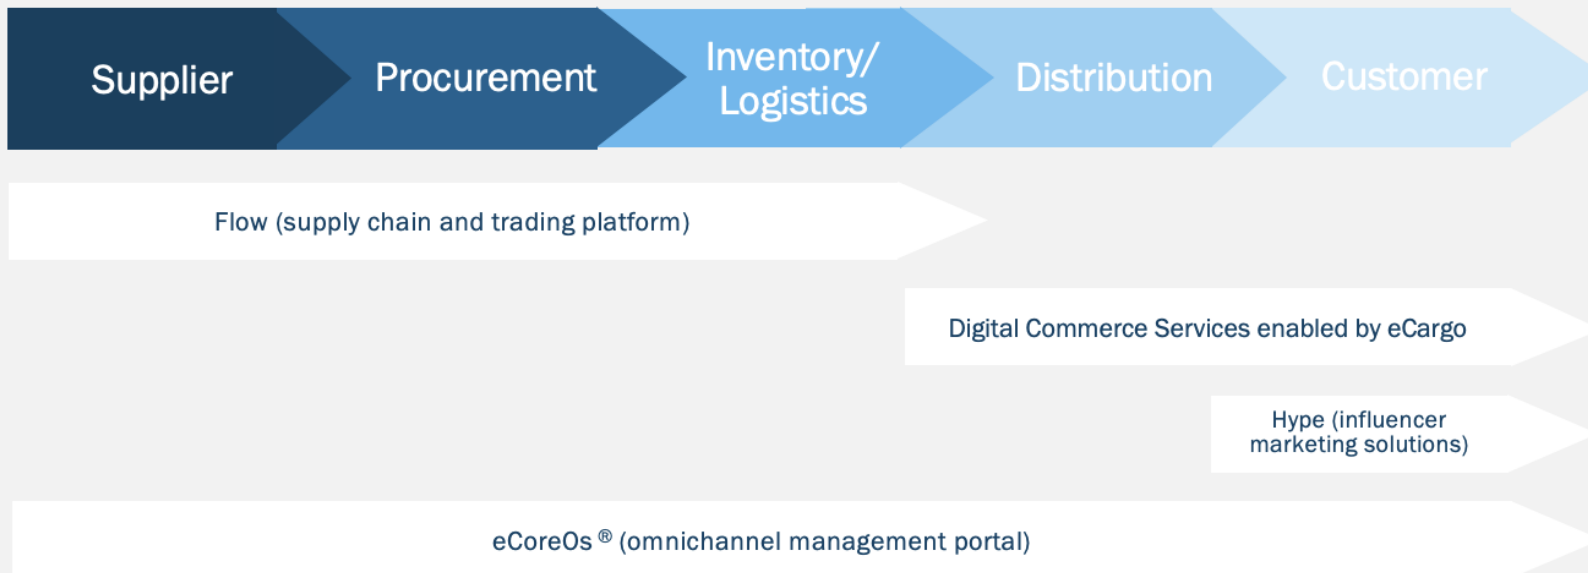 Supplier
Procurement
Inventory/
Logistics
Distribution
Customer
Flow (supply chain and trading platform)
Digital Commerce Services enabled by eCargo
Hype (influencer
marketing solutions)
eCoreOs ® (omnichannel management portal)